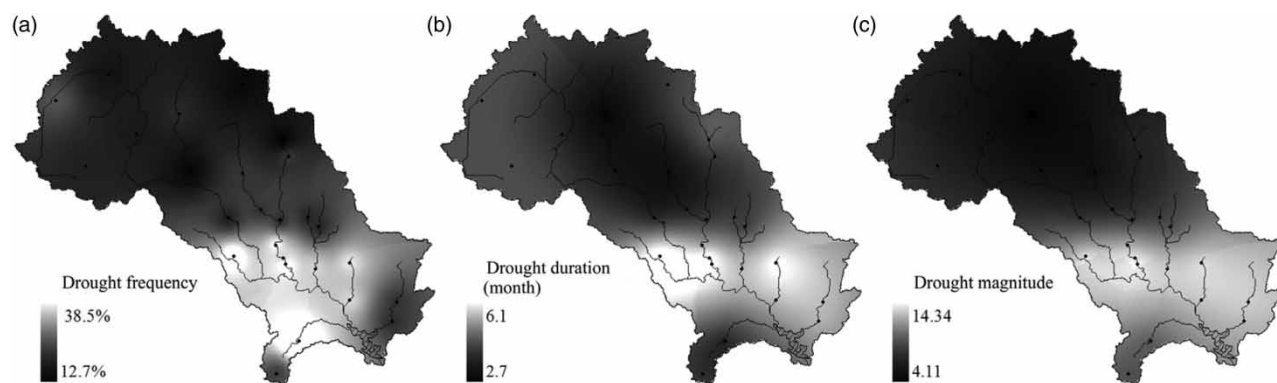 (a)
Drought frequency
38.5%
12.7%
(b)
Drought duration
(month)
6.1
2.7
(c)
Drought magnitude
14.34
4.11